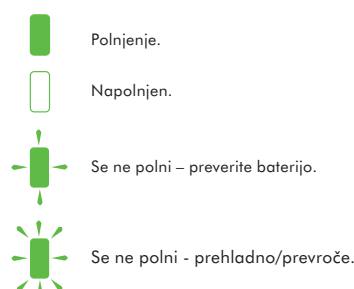 Polnjenje.
Napolnjen.
Se ne polni – preverite baterijo.
Se ne polni - prehladno/prevroče.